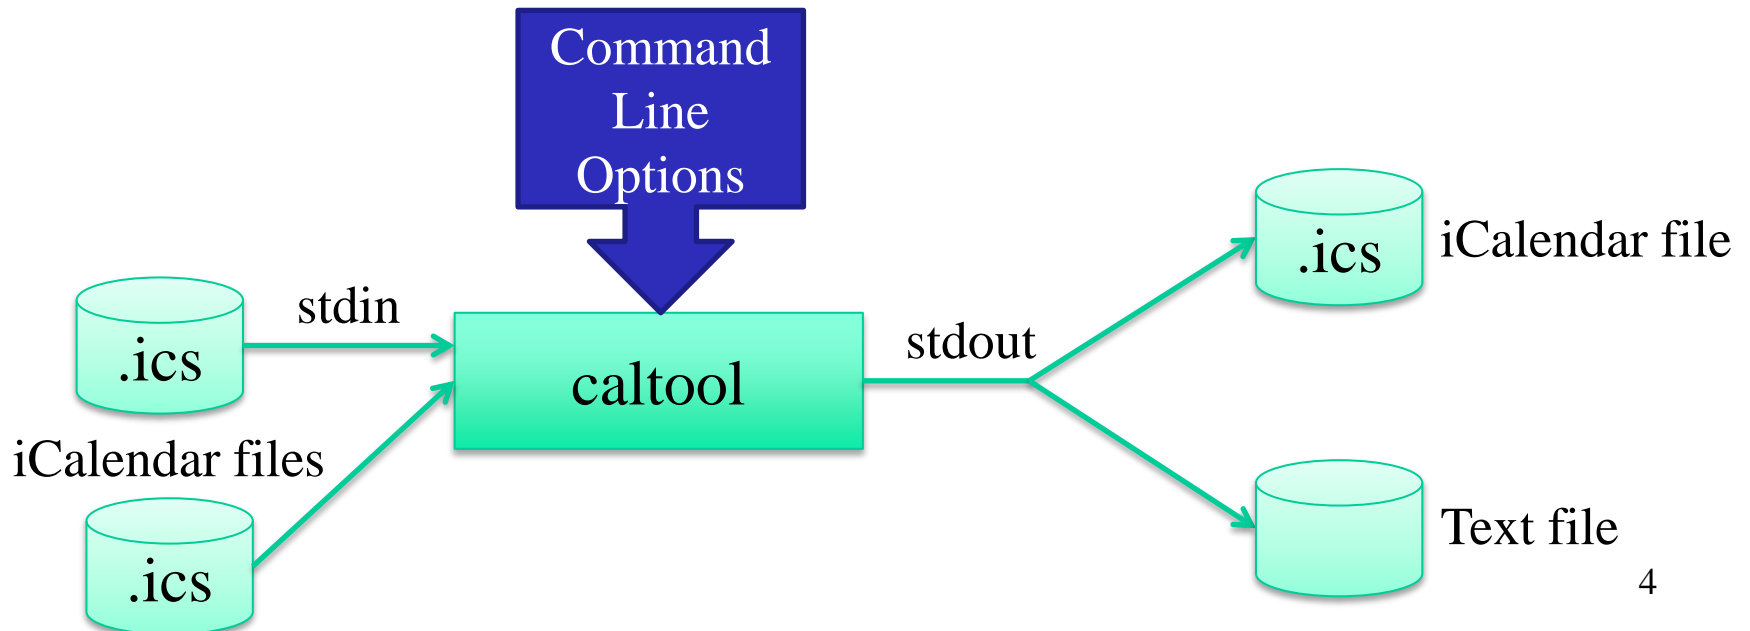 Command
Line
Options
stdin
.ics
iCalendar files
.ics
caltool
stdout
.ics
iCalendar file
Text file
4